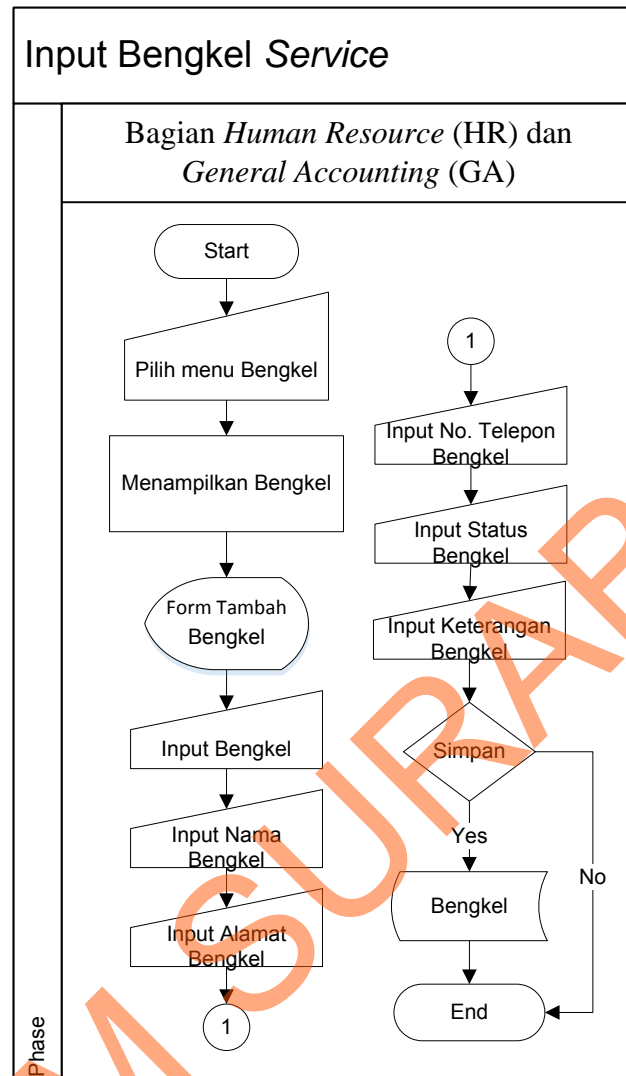 Input Bengkel Service
Bagian Human Resource (HR) dan
General Accounting (GA)
Start
Pilih menu Bengkel
Menampilkan Bengkel
Form Tambah
Bengkel
Input Bengkel
Input Nama
Bengkel
Input Alamat
Bengkel
1
1
Input No. Telepon
Bengkel
Input Status
Bengkel
Input Keterangan
Bengkel
Simpan
Yes
No
Bengkel
End
Phase
M SURAP